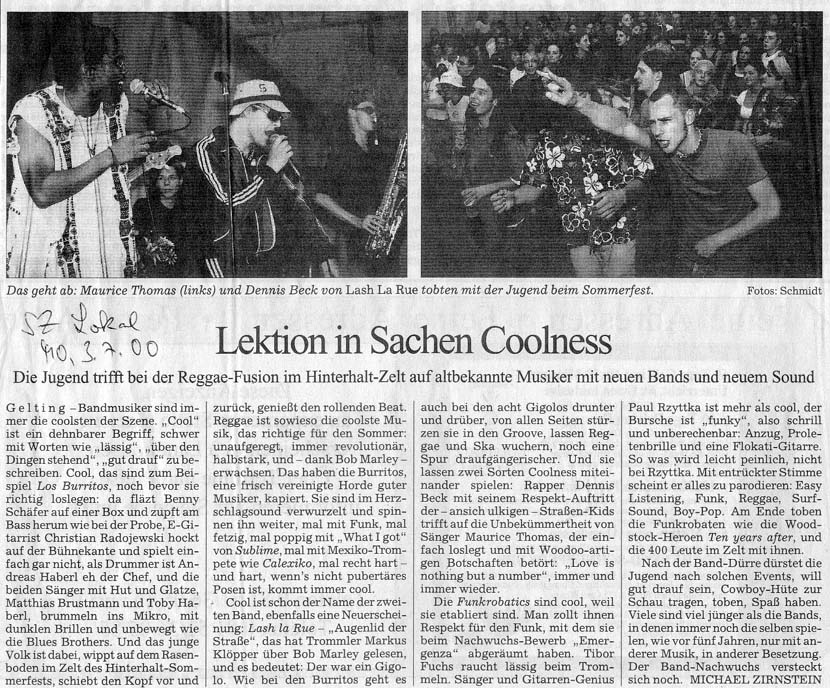 Das geht ab: Maurice Thomas (links) und Dennis Beck von Lash La Rue tobten mit der Jugend beim Sommerfest. Fotos: Schmidt
SZ Lokal
MO, 3.7.00
Lektion in Sachen Coolness
Die Jugend trifft bei der Reggae-Fusion im Hinterhalt-Zelt auf altbekannte Musiker mit neuen Bands und neuem Sound
Gelting – Bandmusiker sind im-
mer die coolsten der Szene. „Cool“
ist ein dehnbarer Begriff, schwer
mit Worten wie „lässig“, „über den
Dingen stehend“, „gut drauf“ zu be-
schreiben. Cool, das sind zum Bei-
spiel Los Burritos, noch bevor sie
richtig loslegen: da fläzt Benny
Schäfer auf einer Box und zupft am
Bass herum wie bei der Probe, E-Gi-
tarrist Christian Radojewski hockt
auf der Bühnekante und spielt ein-
fach gar nicht, als Drummer ist An-
dreas Haberl eh der Chef, und die
beiden Sänger mit Hut und Glatze,
Matthias Brustmann und Toby Ha-
berl, brummeln ins Mikro, mit
dunklen Brillen und unbewegt wie
die Blues Brothers. Und das junge
Volk ist dabei, wippt auf dem Rasen-
boden im Zelt des Hinterhalt-Som-
merfests, schiebt den Kopf vor und
zurück, genießt den rollenden Beat.
Reggae ist sowieso die coolste Mu-
sik, das richtige für den Sommer:
unaufgeregt, immer revolutionär,
halbstark, und – dank Bob Marley –
erwachsen. Das haben die Burritos,
eine frisch vereinigte Horde guter
Musiker, kapiert. Sie sind im Herz-
schlagsound verwurzelt und spin-
nen ihn weiter, mal mit Funk, mal
fetzig, mal poppig mit „What I got“
von Sublime, mal mit Mexiko-Trom-
pete wie Calexiko, mal recht hart –
und hart, wenn's nicht pubertäres
Posen ist, kommt immer cool.
Cool ist schon der Name der zwei-
ten Band, ebenfalls eine Neuerschei-
nung: Lash la Rue – „Augenlid der
Straße“, das hat Trommler Markus
Klöpper über Bob Marley gelesen,
und es bedeutet: Der war ein Gigo-
lo. Wie bei den Burritos geht es
auch bei den acht Gigolos drunter
und drüber, von allen Seiten stür-
zen sie in den Groove, lassen Reg-
gae und Ska wuchern, noch eine
Spur draufgängerischer. Und sie
lassen zwei Sorten Coolness mitei-
nander spielen: Rapper Dennis
Beck mit seinem Respekt-Auftritt
der – ansich ulkigen – Straßen-Kids
trifft auf die Unbekümmertheit von
Sänger Maurice Thomas, der ein-
fach loslegt und mit Woodoo-arti-
gen Botschaften betört: „Love is
nothing but a number“, immer und
immer wieder.
Die Funkrobatics sind cool, weil
sie etabliert sind. Man zollt ihnen
Respekt für den Funk, mit dem sie
beim Nachwuchs-Bewerb „Emer-
genza“ abgeräumt haben. Tibor
Fuchs raucht lässig beim Trom-
meln. Sänger und Gitarren-Genius
Paul Rzyttka ist mehr als cool, der
Bursche ist „funky“, also schrill
und unberechenbar: Anzug, Prole-
tenbrille und eine Flokati-Gitarre.
So was wird leicht peinlich, nicht
bei Rzyttka. Mit entrückter Stimme
scheint er alles zu parodieren: Easy
Listening, Funk, Reggae, Surf-
Sound, Boy-Pop. Am Ende toben
die Funkrobaten wie die Wood-
stock-Heroen Ten years after, und
die 400 Leute im Zelt mit ihnen.
Nach der Band-Dürre dürstet die
Jugend nach solchen Events, will
gut drauf sein, Cowboy-Hüte zur
Schau tragen, toben, Spaß haben.
Viele sind viel jünger als die Bands,
in denen immer noch die selben spie-
len, wie vor fünf Jahren, nur mit an-
derer Musik, in anderer Besetzung.
Der Band-Nachwuchs versteckt
sich noch. MICHAEL ZIRNSTEIN